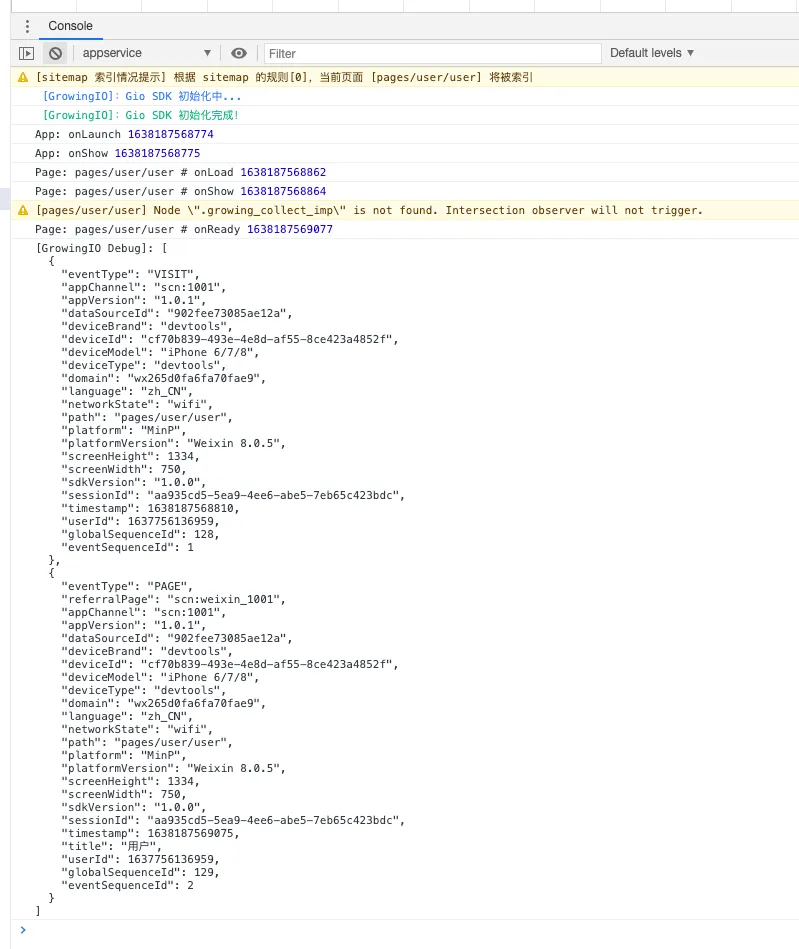 Console
appservice ▼ Filter Default levels ▼
[sitemap 索引情况提示] 根据 sitemap 的规则[0], 当前页面 [pages/user/user] 将被索引
[GrowingIO]: Gio SDK 初始化中...
[GrowingIO]: Gio SDK 初始化完成!
App: onLaunch 1638187568774
App: onShow 1638187568775
Page: pages/user/user # onLoad 1638187568862
Page: pages/user/user # onShow 1638187568864
[pages/user/user] Node \".growing_collect_imp\" is not found. Intersection observer will not trigger.
Page: pages/user/user # onReady 1638187569077
[GrowingIO Debug]: [
{
"eventType": "VISIT",
"appChannel": "scn:1001",
"appVersion": "1.0.1",
"dataSourceId": "902fee73085ae12a",
"deviceBrand": "devtools",
"deviceId": "cf70b839-493e-4e8d-af55-8ce423a4852f",
"deviceModel": "iPhone 6/7/8",
"deviceType": "devtools",
"domain": "wx265d0fa6fa70fae9",
"language": "zh_CN",
"networkState": "wifi",
"path": "pages/user/user",
"platform": "MinP",
"platformVersion": "Weixin 8.0.5",
"screenHeight": 1334,
"screenWidth": 750,
"sdkVersion": "1.0.0",
"sessionId": "aa935cd5-5ea9-4ee6-abe5-7eb65c423bdc",
"timestamp": 1638187568810,
"userId": 1637756136959,
"globalSequenceId": 128,
"eventSequenceId": 1
},
{
"eventType": "PAGE",
"referralPage": "scn:weixin_1001",
"appChannel": "scn:1001",
"appVersion": "1.0.1",
"dataSourceId": "902fee73085ae12a",
"deviceBrand": "devtools",
"deviceId": "cf70b839-493e-4e8d-af55-8ce423a4852f",
"deviceModel": "iPhone 6/7/8",
"deviceType": "devtools",
"domain": "wx265d0fa6fa70fae9",
"language": "zh_CN",
"networkState": "wifi",
"path": "pages/user/user",
"platform": "MinP",
"platformVersion": "Weixin 8.0.5",
"screenHeight": 1334,
"screenWidth": 750,
"sdkVersion": "1.0.0",
"sessionId": "aa935cd5-5ea9-4ee6-abe5-7eb65c423bdc",
"timestamp": 1638187569075,
"title": "用户",
"userId": 1637756136959,
"globalSequenceId": 129,
"eventSequenceId": 2
}
]